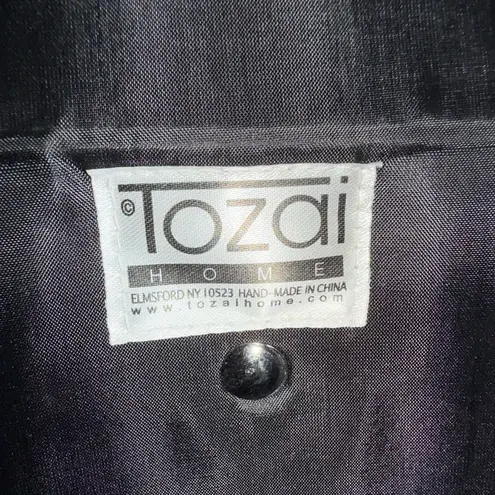 © Tozai
HOME
ELMSFORD NY 10523 HAND-MADE IN CHINA
www.tozaihome.com